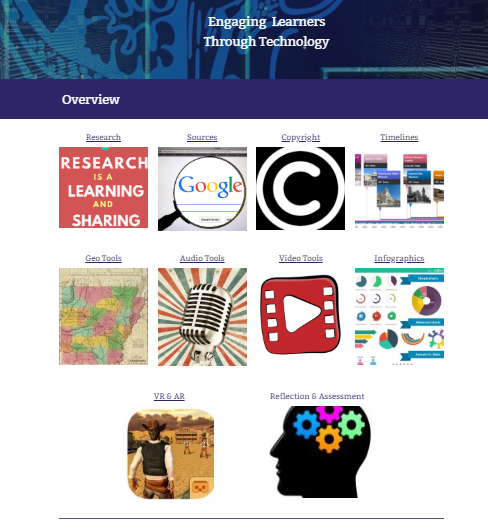 Engaging Learners
Through Technology
Overview
Research
Sources
Copyright
Timelines
RESEARCH
IS A
LEARNING
AND
SHARING
Google
C
Geo Tools
Audio Tools
Video Tools
Infographics
VR & AR
Reflection & Assessment